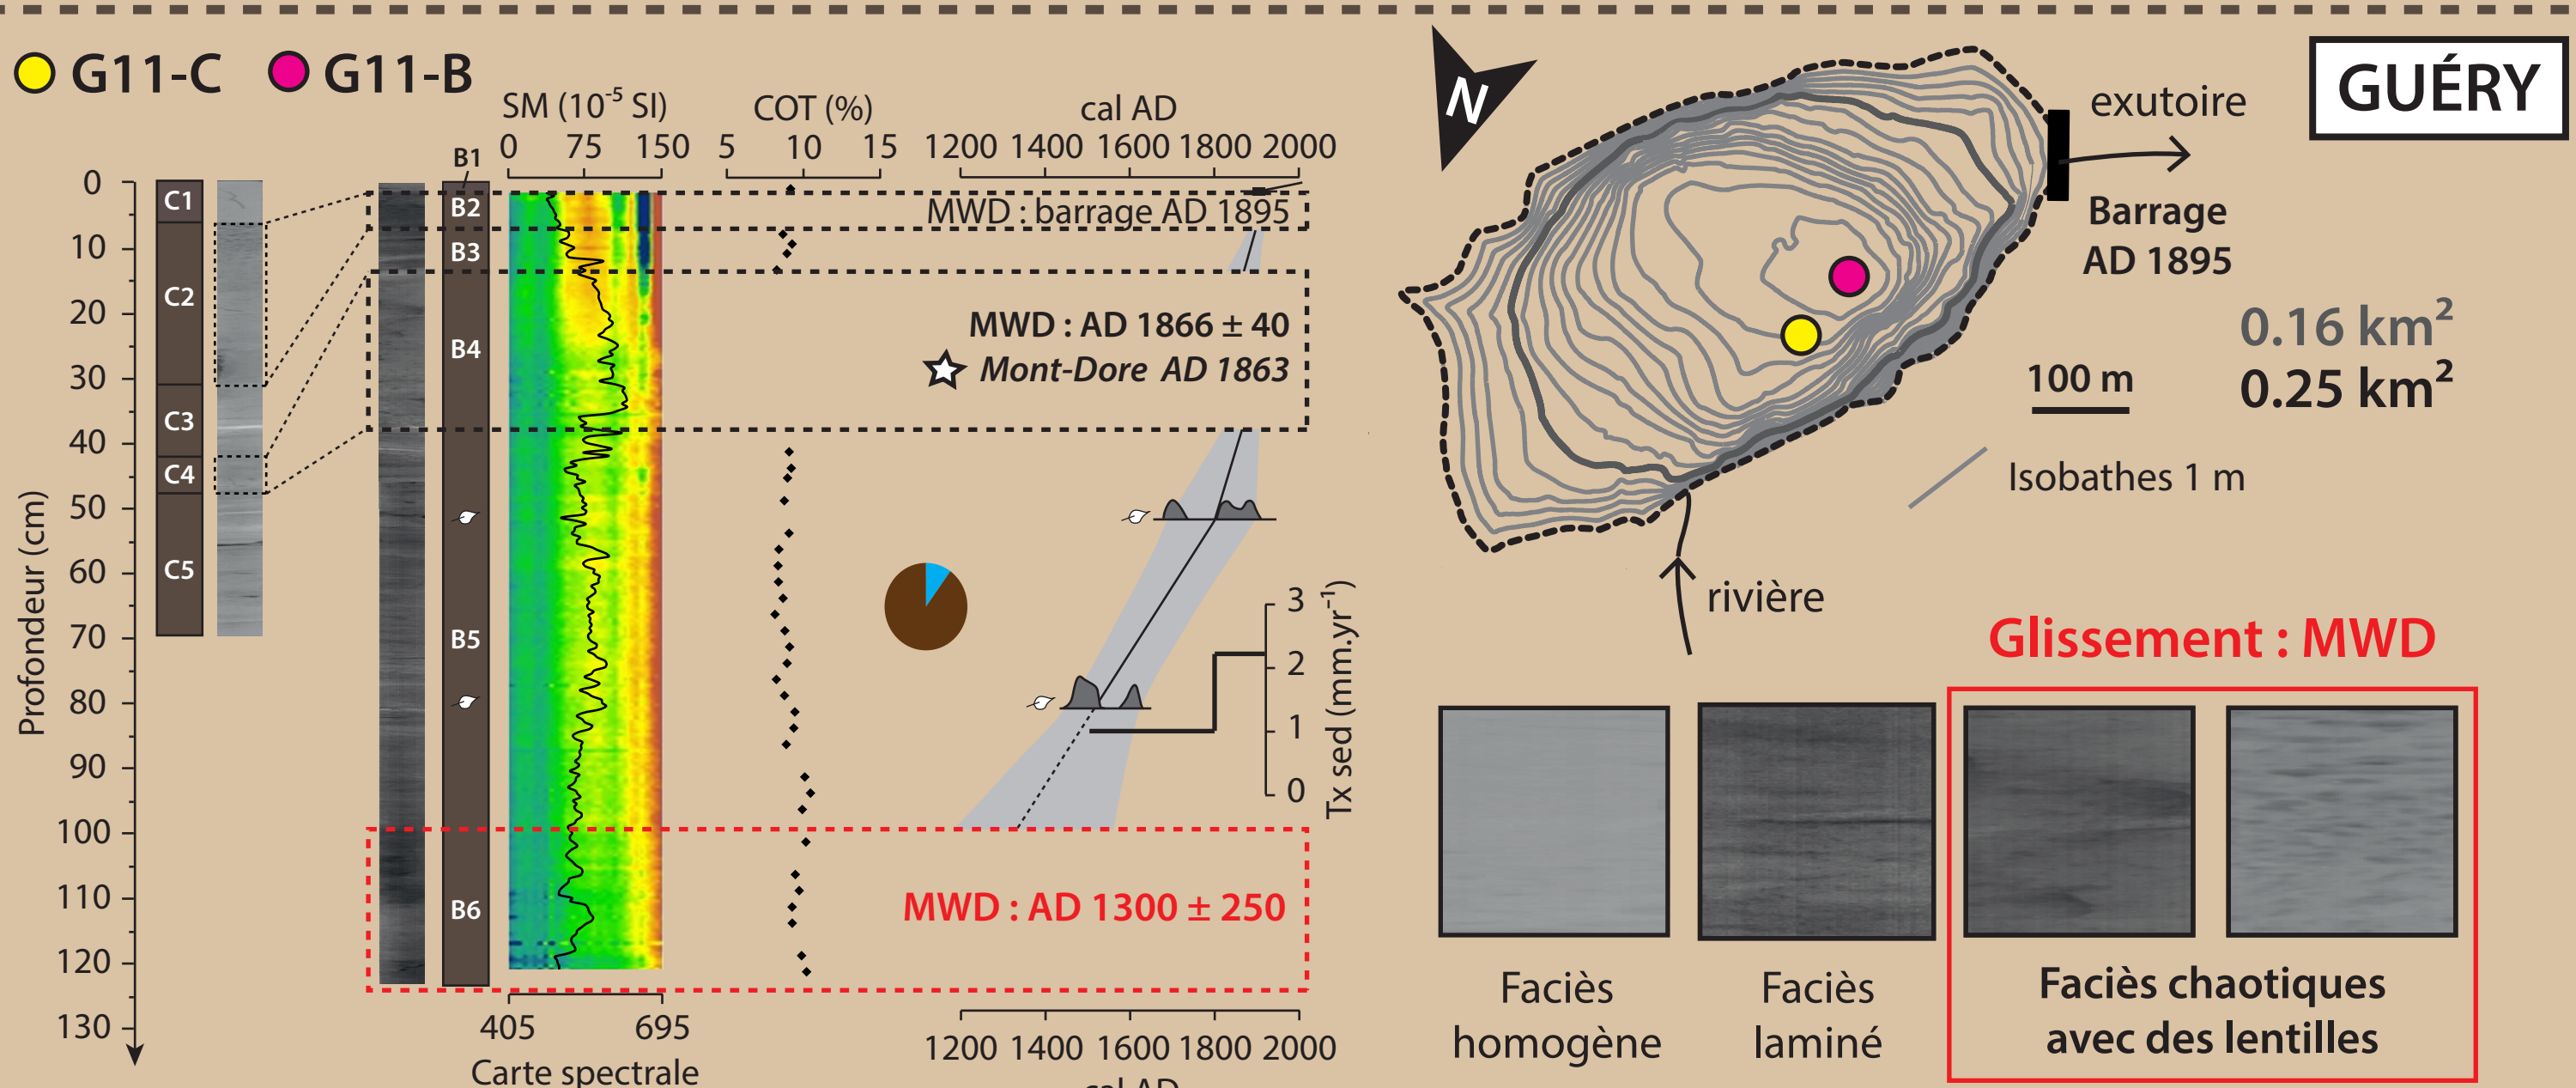 G11-C
G11-B
GUÉRY
SM (10⁻⁵ SI)
COT (%)
cal AD
B1
0 75 150
5 10 15
1200 1400 1600 1800 2000
Profondeur (cm)
0
10
20
30
40
50
60
70
80
90
100
110
120
130
C1
C2
C3
C4
C5
B2
B3
B4
B5
B6
MWD : barrage AD 1895
MWD : AD 1866 ± 40
Mont-Dore AD 1863
3
2
1
0
Tx sed (mm.yr⁻¹)
MWD : AD 1300 ± 250
405 695
Carte spectrale
1200 1400 1600 1800 2000
cal AD
N
exutoire
Barrage
AD 1895
0.16 km²
0.25 km²
100 m
Isobathes 1 m
rivière
Glissement : MWD
Faciès
homogène
Faciès
laminé
Faciès chaotiques
avec des lentilles